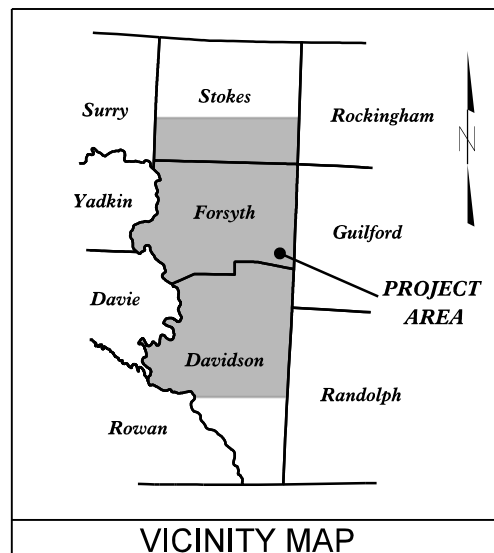 Stokes
Surry
Rockingham
N
Yadkin
Forsyth
Guilford
Davie
PROJECT
AREA
Davidson
Randolph
Rowan
VICINITY MAP